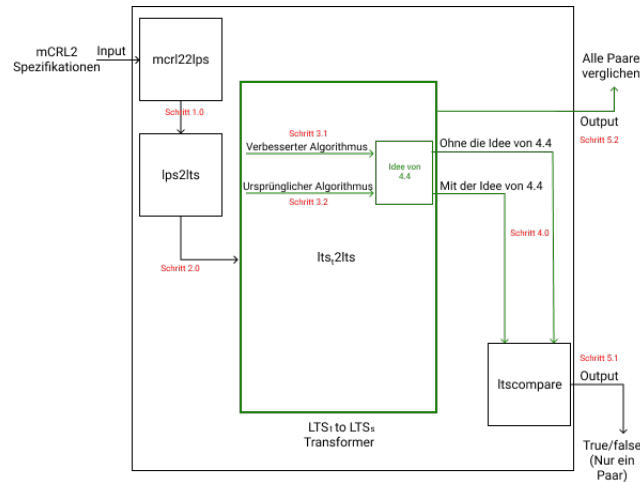 mCRL2
Spezifikationen
Input
mcrl22lps
Schritt 1.0
lps2lts
Schritt 2.0
Schritt 3.1
Verbesserter Algorithmus
Ursprünglicher Algorithmus
Schritt 3.2
Idee von
4.4
ltsₜ2lts
LTSₜ to LTSₛ
Transformer
Ohne die Idee von 4.4
Mit der Idee von 4.4
Schritt 4.0
Alle Paare
verglichen
Output
Schritt 5.2
ltscompare
Schritt 5.1
Output
True/false
(Nur ein
Paar)